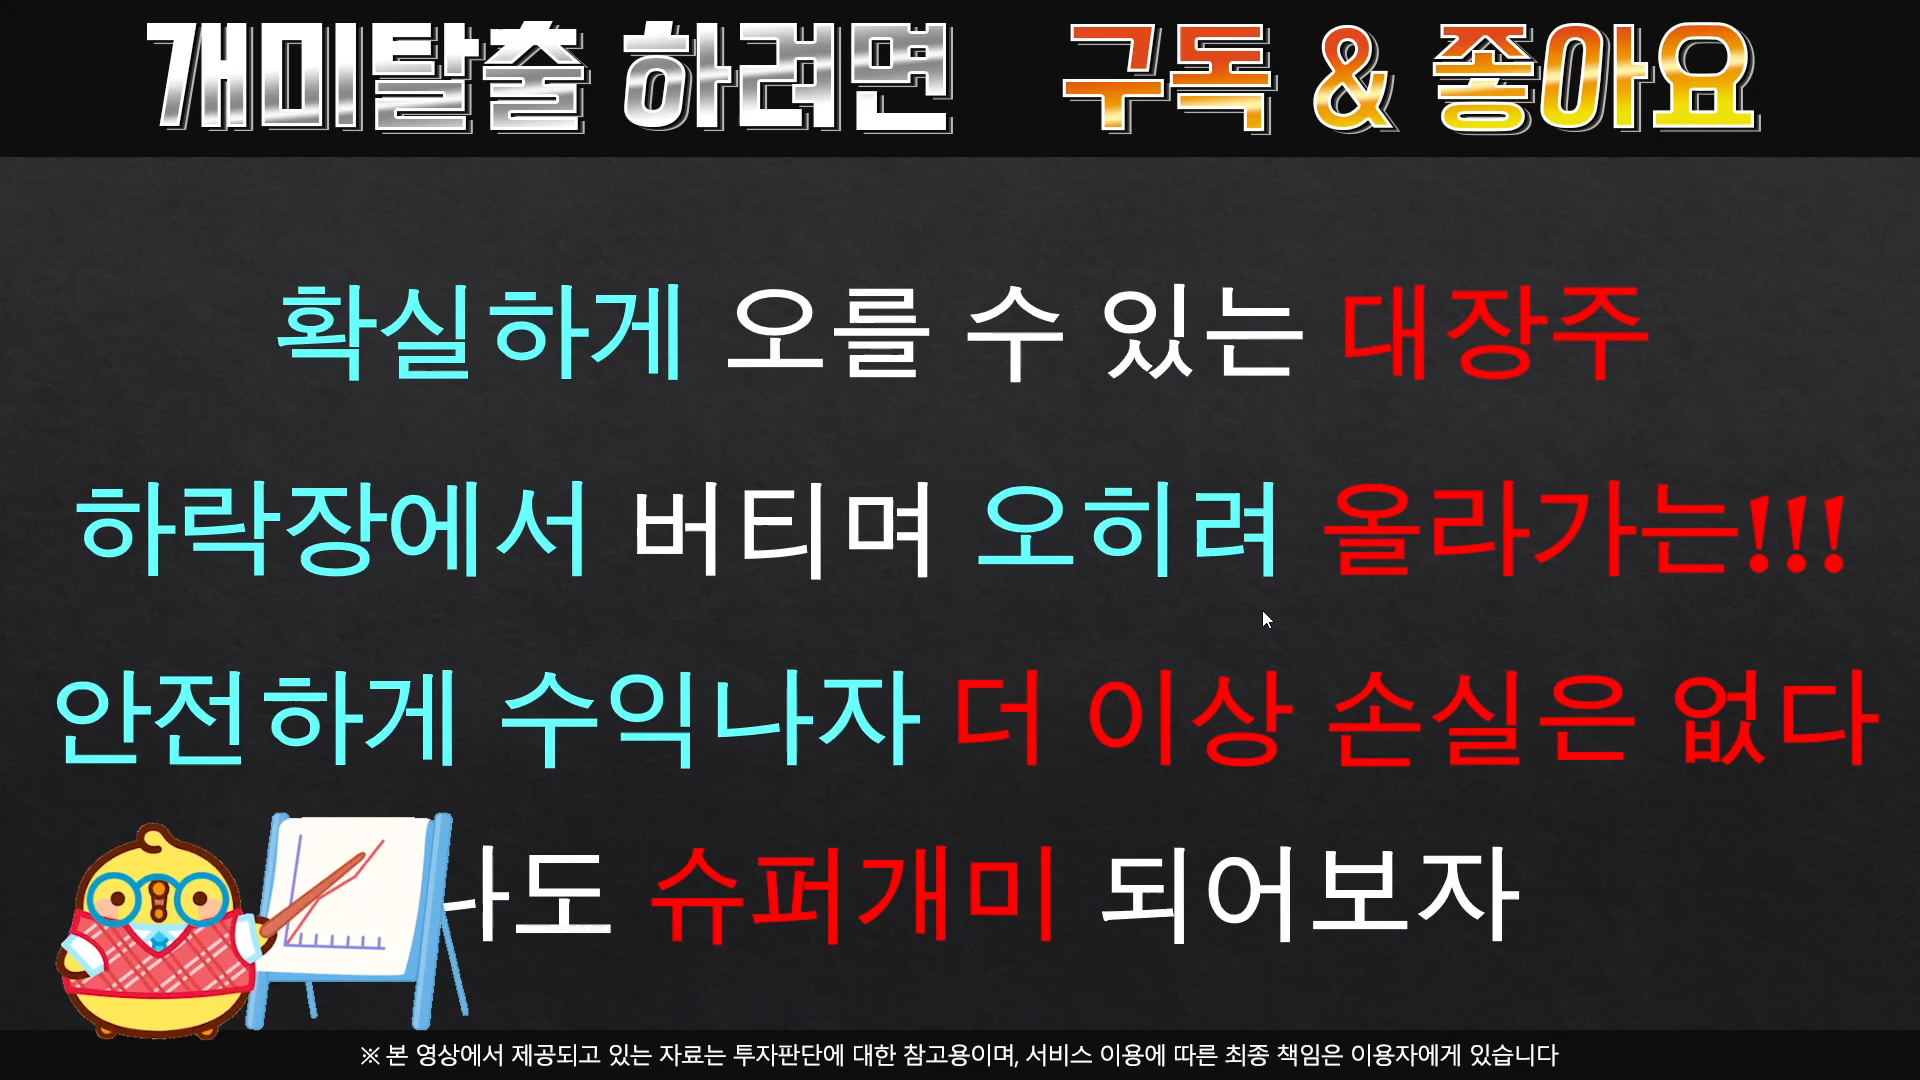 개미탈출 하려면 구독 & 좋아요
확실하게 오를 수 있는 대장주
하락장에서 버티며 오히려 올라가는!!!
안전하게 수익나자 더 이상 손실은 없다
슈퍼개미 되어보자
※ 본 영상에서 제공되고 있는 자료는 투자판단에 대한 참고용이며, 서비스 이용에 따른 최종 책임은 이용자에게 있습니다